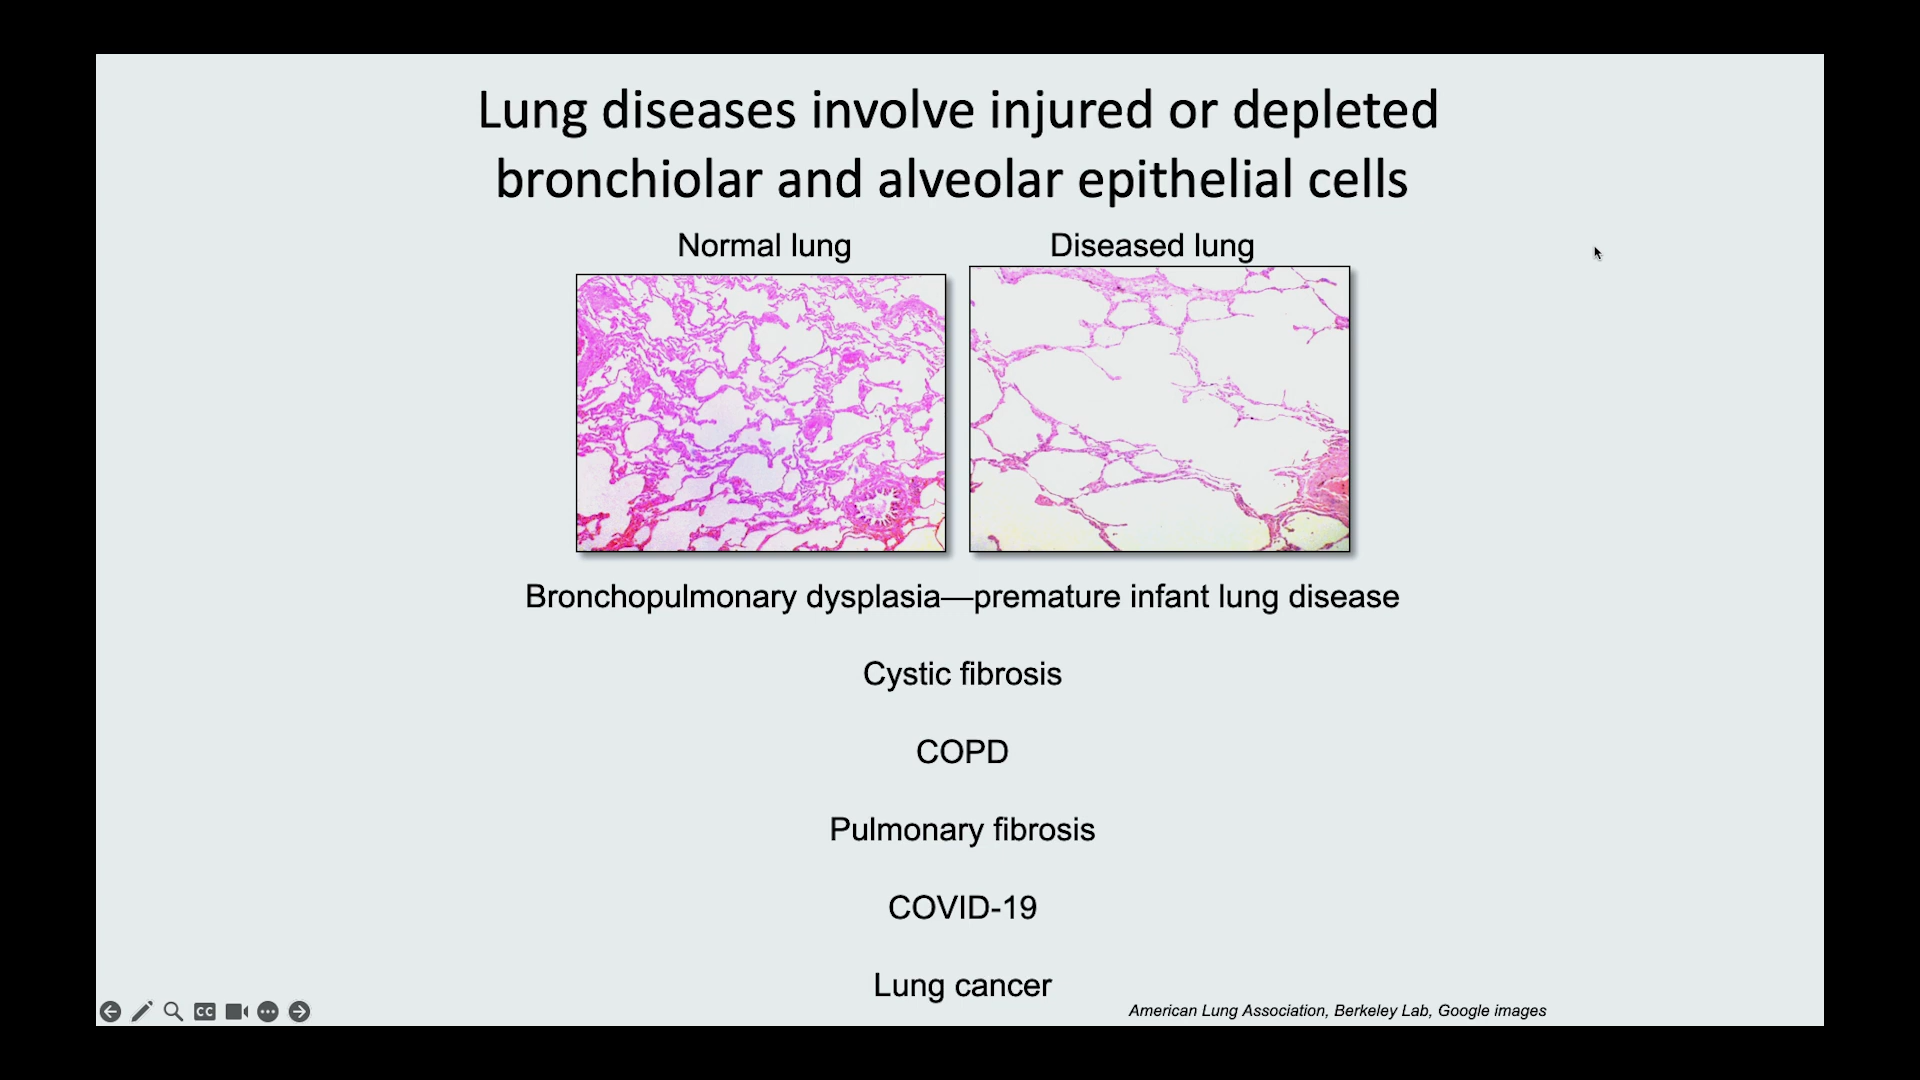 Lung diseases involve injured or depleted
bronchiolar and alveolar epithelial cells
Normal lung
Diseased lung
Bronchopulmonary dysplasia—premature infant lung disease
Cystic fibrosis
COPD
Pulmonary fibrosis
COVID-19
Lung cancer
American Lung Association, Berkeley Lab, Google images
CC